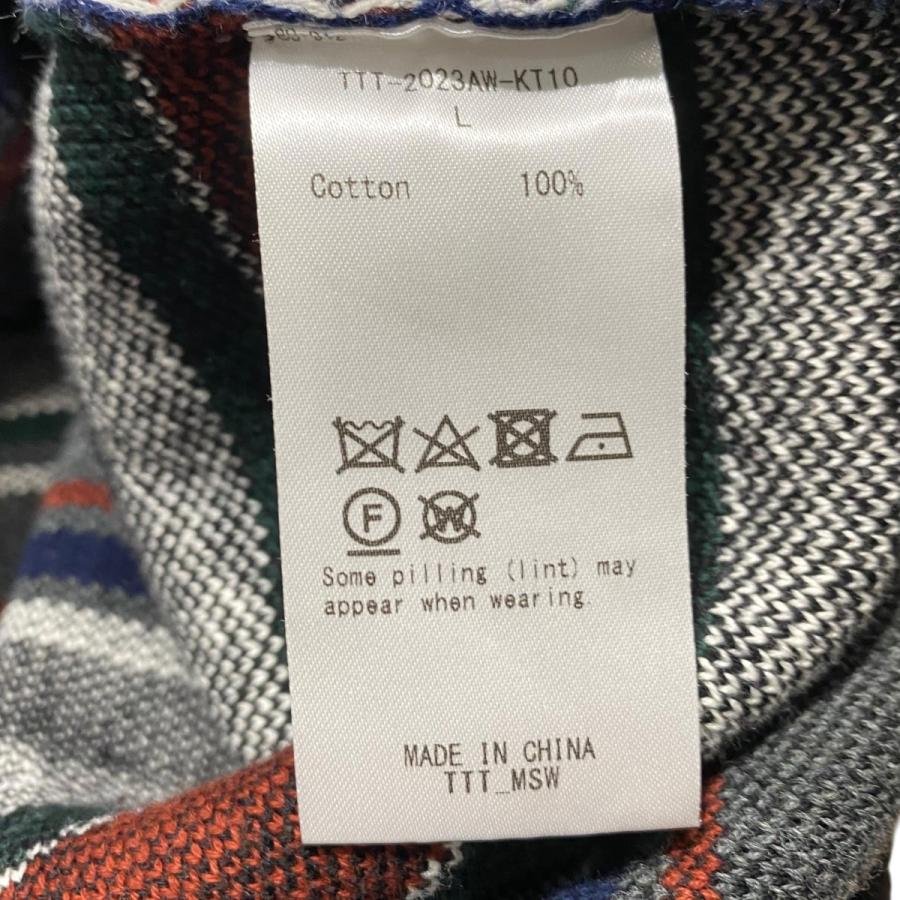 TTT-2023AW-KT10
L
Cotton 100%
F
W
Some pilling (lint) may
appear when wearing.
MADE IN CHINA
TTT_MSW